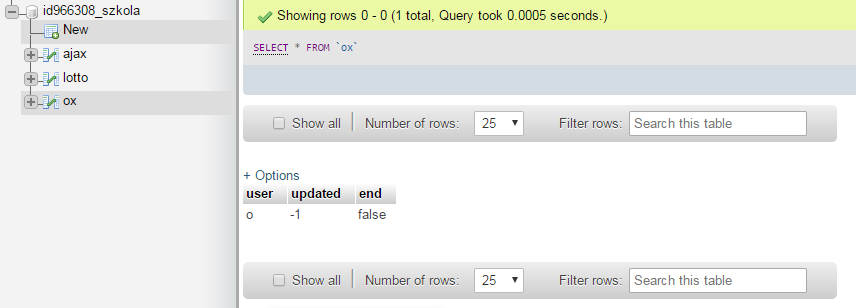 id966308_szkola
New
ajax
lotto
ox
Showing rows 0 - 0 (1 total, Query took 0.0005 seconds.)
SELECT * FROM `ox`
Show all Number of rows: 25 Filter rows: Search this table
+ Options
user updated end
o -1 false
Show all Number of rows: 25 Filter rows: Search this table